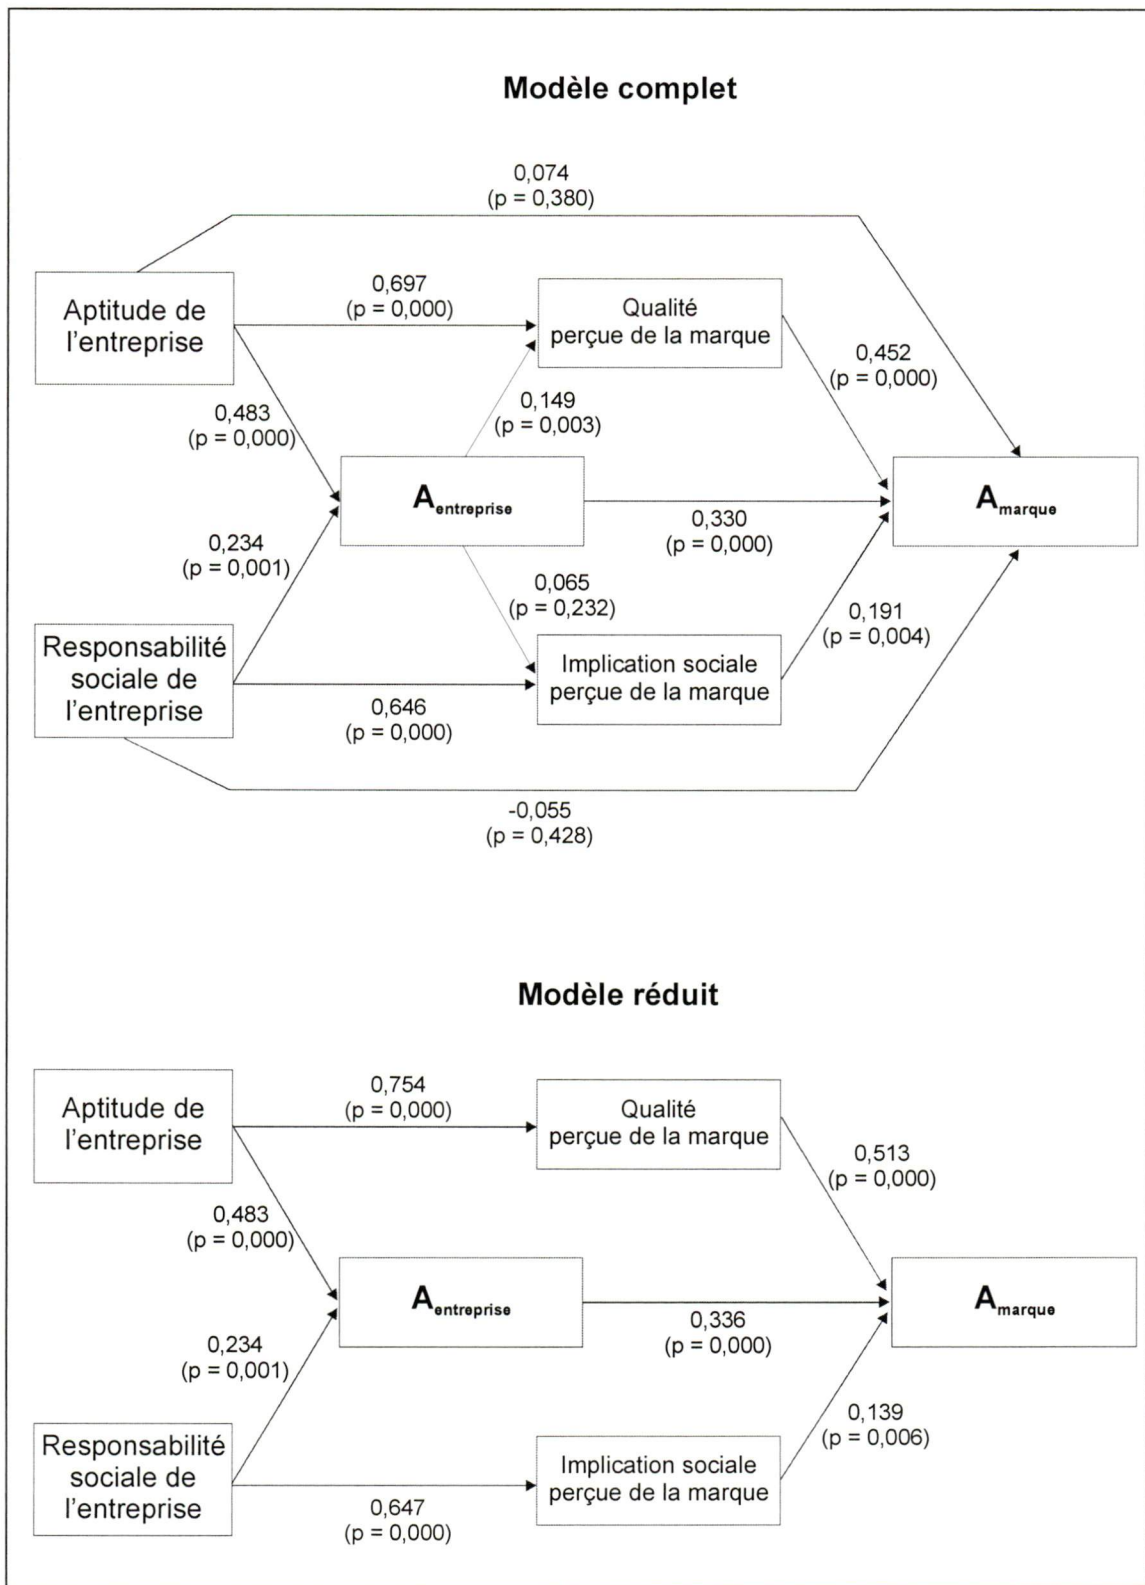 Modèle complet
0,074
(p = 0,380)
Aptitude de
l'entreprise
0,697
(p = 0,000)
Qualité
perçue de la marque
0,452
(p = 0,000)
0,483
(p = 0,000)
0,149
(p = 0,003)
A entreprise
0,330
(p = 0,000)
A marque
0,234
(p = 0,001)
0,065
(p = 0,232)
0,191
(p = 0,004)
Responsabilité
sociale de
l'entreprise
0,646
(p = 0,000)
Implication sociale
perçue de la marque
-0,055
(p = 0,428)
Modèle réduit
Aptitude de
l'entreprise
0,754
(p = 0,000)
Qualité
perçue de la marque
0,513
(p = 0,000)
0,483
(p = 0,000)
A entreprise
0,336
(p = 0,000)
A marque
0,234
(p = 0,001)
0,139
(p = 0,006)
Responsabilité
sociale de
l'entreprise
0,647
(p = 0,000)
Implication sociale
perçue de la marque